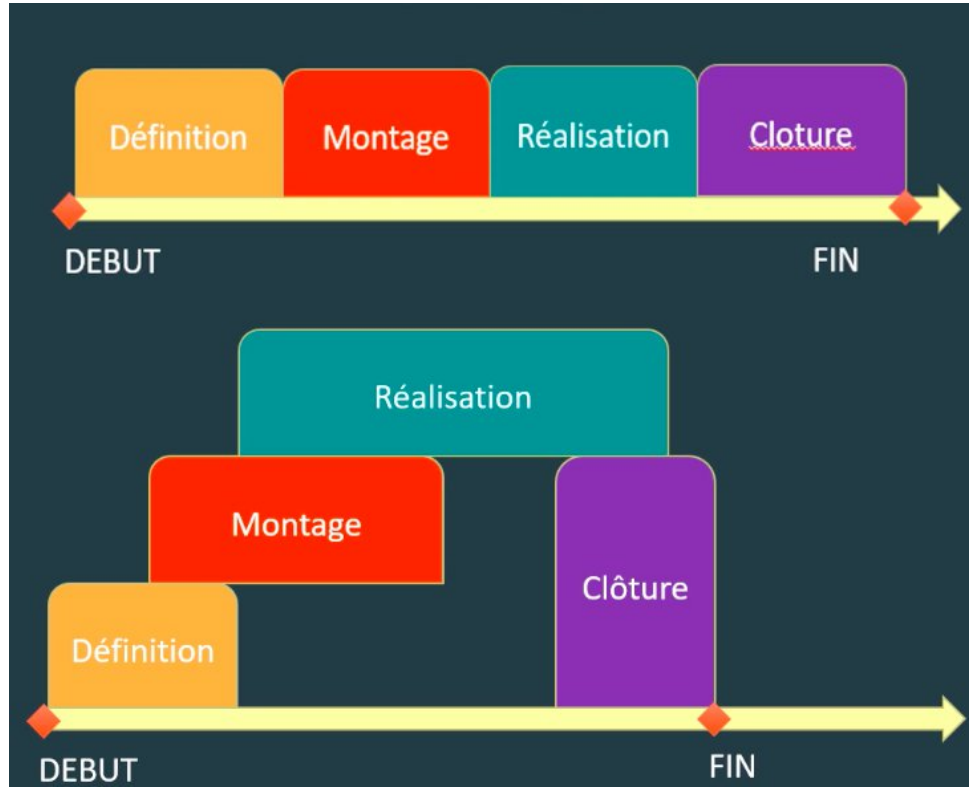 Définition
Montage
Réalisation
Cloture
DEBUT
FIN
Réalisation
Montage
Clôture
Définition
DEBUT
FIN